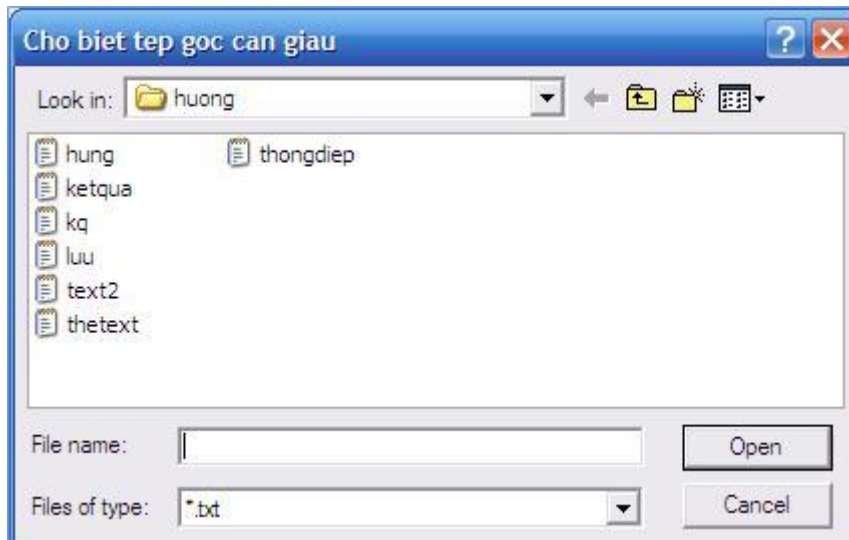 Cho biet tep goc can giau
Look in: huong
hung thongdiep
ketqua
kq
luu
text2
thetext
File name: Open
Files of type: *.txt Cancel